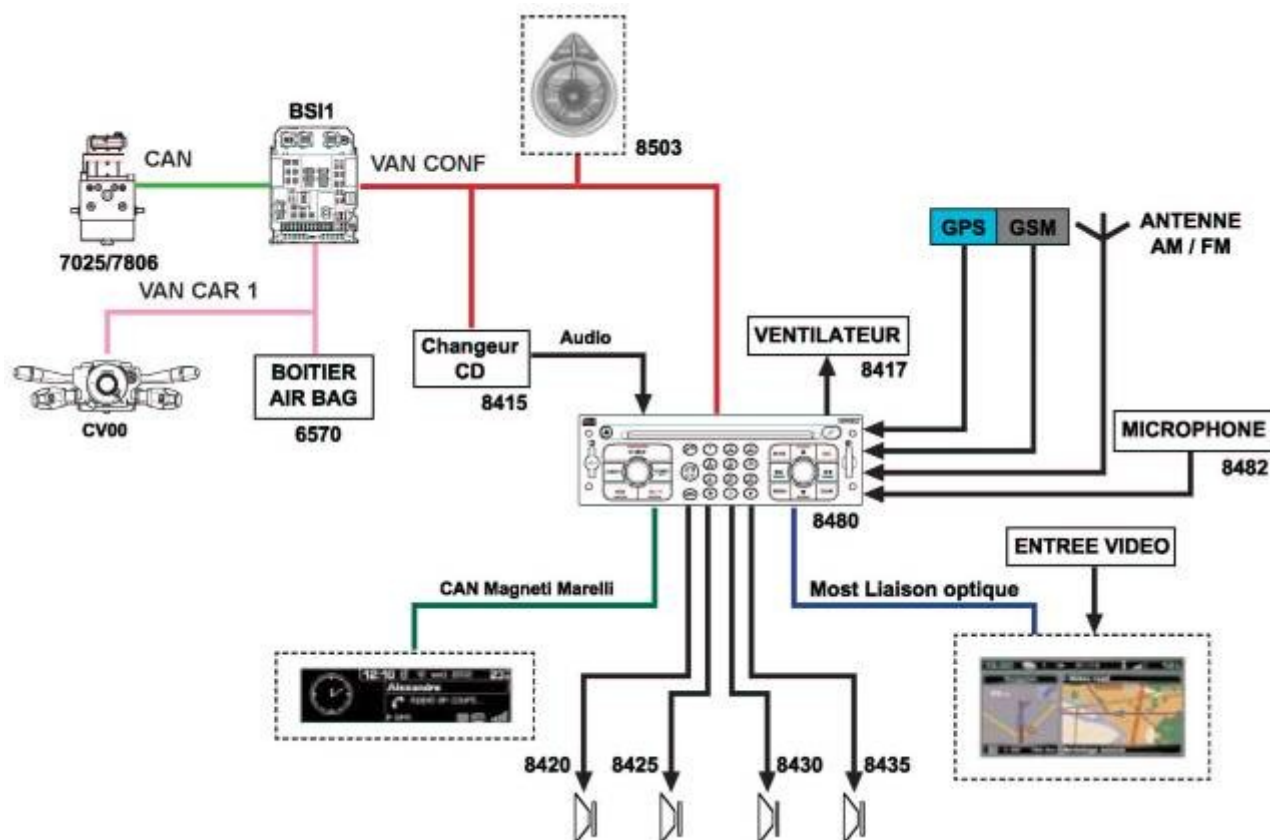 BSI1
CAN
VAN CONF
8503
7025/7806
VAN CAR 1
CV00
BOITIER
AIR BAG
6570
Changeur
CD
8415
Audio
VENTILATEUR
8417
GPS
GSM
ANTENNE
AM / FM
MICROPHONE
8482
8480
ENTREE VIDÉO
CAN Magneti Marelli
Most Liaison optique
12:10
Alexandre
8420
8425
8430
8435